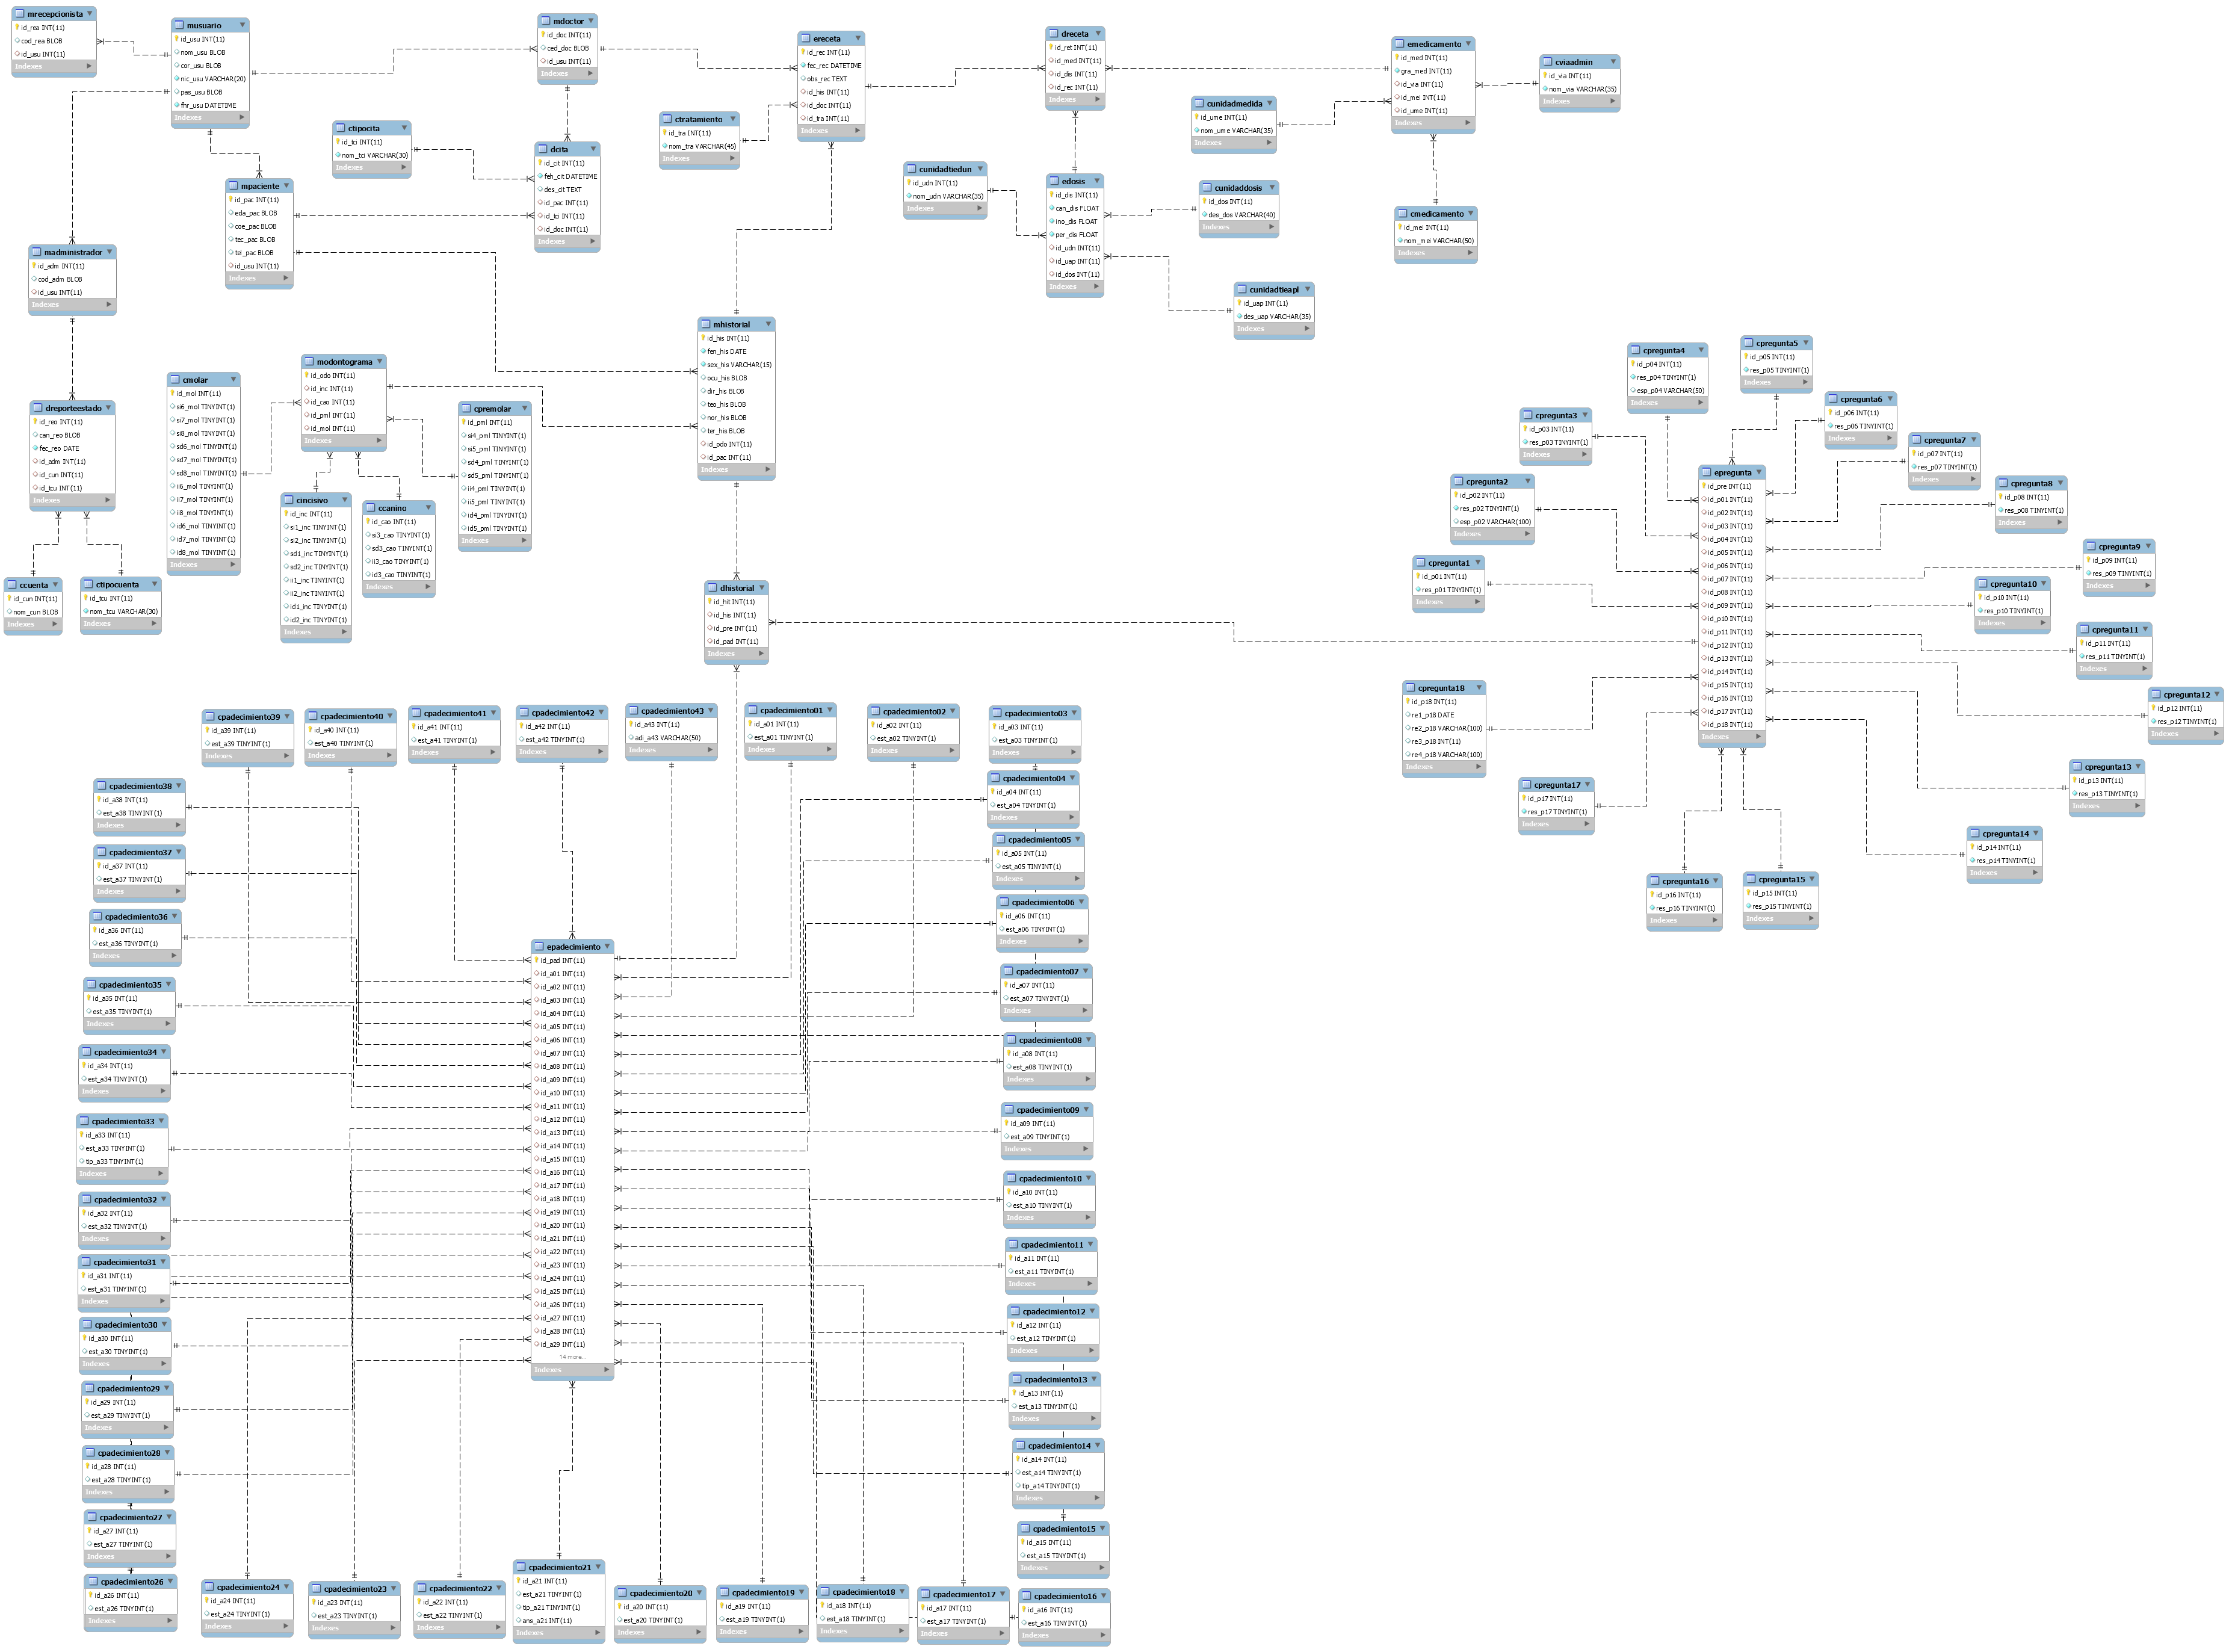 mrecepcionista
id_rea INT(11)
cod_rea BLOB
id_usu INT(11)
Indexes
musuario
id_usu INT(11)
nom_usu BLOB
cor_usu BLOB
nic_usu VARCHAR(20)
pas_usu BLOB
fhr_usu DATETIME
Indexes
mdoctor
id_doc INT(11)
ced_doc BLOB
id_usu INT(11)
Indexes
ereceta
id_rec INT(11)
fec_rec DATETIME
obs_rec TEXT
id_his INT(11)
id_doc INT(11)
id_tra INT(11)
Indexes
dreceta
id_ret INT(11)
id_med INT(11)
id_dis INT(11)
id_rec INT(11)
Indexes
emedicamento
id_med INT(11)
gra_med INT(11)
id_via INT(11)
id_mei INT(11)
id_ume INT(11)
Indexes
cviaadmin
id_via INT(11)
nom_via VARCHAR(35)
Indexes
cunidadmedida
id_ume INT(11)
nom_ume VARCHAR(35)
Indexes
ctratamiento
id_tra INT(11)
nom_tra VARCHAR(45)
Indexes
ctipocita
id_tci INT(11)
nom_tci VARCHAR(30)
Indexes
dcita
id_cit INT(11)
feh_cit DATETIME
des_cit TEXT
id_pac INT(11)
id_tci INT(11)
id_doc INT(11)
Indexes
mpaciente
id_pac INT(11)
eda_pac BLOB
coe_pac BLOB
tec_pac BLOB
tel_pac BLOB
id_usu INT(11)
Indexes
cunidadtiedun
id_udn INT(11)
nom_udn VARCHAR(35)
Indexes
edosis
id_dis INT(11)
can_dis FLOAT
ino_dis FLOAT
per_dis FLOAT
id_udn INT(11)
id_uap INT(11)
id_dos INT(11)
Indexes
cunidaddosis
id_dos INT(11)
des_dos VARCHAR(40)
Indexes
cmedicamento
id_mei INT(11)
nom_mei VARCHAR(50)
Indexes
madministrador
id_adm INT(11)
cod_adm BLOB
id_usu INT(11)
Indexes
cunidadtieapl
id_uap INT(11)
des_uap VARCHAR(35)
Indexes
mhistorial
id_his INT(11)
fen_his DATE
sex_his VARCHAR(15)
ocu_his BLOB
dir_his BLOB
teo_his BLOB
nor_his BLOB
ter_his BLOB
id_odo INT(11)
id_pac INT(11)
Indexes
modontograma
id_odo INT(11)
id_inc INT(11)
id_cao INT(11)
id_pml INT(11)
id_mol INT(11)
Indexes
cmolar
id_mol INT(11)
si6_mol TINYINT(1)
si7_mol TINYINT(1)
si8_mol TINYINT(1)
sd6_mol TINYINT(1)
sd7_mol TINYINT(1)
sd8_mol TINYINT(1)
ii6_mol TINYINT(1)
ii7_mol TINYINT(1)
ii8_mol TINYINT(1)
id6_mol TINYINT(1)
id7_mol TINYINT(1)
id8_mol TINYINT(1)
Indexes
cpremolar
id_pml INT(11)
si4_pml TINYINT(1)
si5_pml TINYINT(1)
sd4_pml TINYINT(1)
sd5_pml TINYINT(1)
ii4_pml TINYINT(1)
ii5_pml TINYINT(1)
id4_pml TINYINT(1)
id5_pml TINYINT(1)
Indexes
dreporteestado
id_reo INT(11)
can_reo BLOB
fec_reo DATE
id_adm INT(11)
id_cun INT(11)
id_tcu INT(11)
Indexes
cincisivo
id_inc INT(11)
si1_inc TINYINT(1)
si2_inc TINYINT(1)
sd1_inc TINYINT(1)
sd2_inc TINYINT(1)
ii1_inc TINYINT(1)
ii2_inc TINYINT(1)
id1_inc TINYINT(1)
id2_inc TINYINT(1)
Indexes
ccanino
id_cao INT(11)
si3_cao TINYINT(1)
sd3_cao TINYINT(1)
ii3_cao TINYINT(1)
id3_cao TINYINT(1)
Indexes
ccuenta
id_cun INT(11)
nom_cun BLOB
Indexes
ctipocuenta
id_tcu INT(11)
nom_tcu VARCHAR(30)
Indexes
dhistorial
id_hit INT(11)
id_his INT(11)
id_pre INT(11)
id_pad INT(11)
Indexes
cpregunta4
id_p04 INT(11)
res_p04 TINYINT(1)
esp_p04 VARCHAR(50)
Indexes
cpregunta5
id_p05 INT(11)
res_p05 TINYINT(1)
Indexes
cpregunta3
id_p03 INT(11)
res_p03 TINYINT(1)
Indexes
cpregunta6
id_p06 INT(11)
res_p06 TINYINT(1)
Indexes
cpregunta7
id_p07 INT(11)
res_p07 TINYINT(1)
Indexes
cpregunta2
id_p02 INT(11)
res_p02 TINYINT(1)
esp_p02 VARCHAR(100)
Indexes
epregunta
id_pre INT(11)
id_p01 INT(11)
id_p02 INT(11)
id_p03 INT(11)
id_p04 INT(11)
id_p05 INT(11)
id_p06 INT(11)
id_p07 INT(11)
id_p08 INT(11)
id_p09 INT(11)
id_p10 INT(11)
id_p11 INT(11)
id_p12 INT(11)
id_p13 INT(11)
id_p14 INT(11)
id_p15 INT(11)
id_p16 INT(11)
id_p17 INT(11)
id_p18 INT(11)
Indexes
cpregunta8
id_p08 INT(11)
res_p08 TINYINT(1)
Indexes
cpregunta1
id_p01 INT(11)
res_p01 TINYINT(1)
Indexes
cpregunta9
id_p09 INT(11)
res_p09 TINYINT(1)
Indexes
cpregunta10
id_p10 INT(11)
res_p10 TINYINT(1)
Indexes
cpregunta11
id_p11 INT(11)
res_p11 TINYINT(1)
Indexes
cpregunta18
id_p18 INT(11)
re1_p18 DATE
re2_p18 VARCHAR(100)
re3_p18 INT(11)
re4_p18 VARCHAR(100)
Indexes
cpregunta12
id_p12 INT(11)
res_p12 TINYINT(1)
Indexes
cpregunta17
id_p17 INT(11)
res_p17 TINYINT(1)
Indexes
cpregunta13
id_p13 INT(11)
res_p13 TINYINT(1)
Indexes
cpregunta14
id_p14 INT(11)
res_p14 TINYINT(1)
Indexes
cpregunta16
id_p16 INT(11)
res_p16 TINYINT(1)
Indexes
cpregunta15
id_p15 INT(11)
res_p15 TINYINT(1)
Indexes
cpadecimiento39
id_a39 INT(11)
est_a39 TINYINT(1)
Indexes
cpadecimiento40
id_a40 INT(11)
est_a40 TINYINT(1)
Indexes
cpadecimiento41
id_a41 INT(11)
est_a41 TINYINT(1)
Indexes
cpadecimiento42
id_a42 INT(11)
est_a42 TINYINT(1)
Indexes
cpadecimiento43
id_a43 INT(11)
adi_a43 VARCHAR(50)
Indexes
cpadecimiento01
id_a01 INT(11)
est_a01 TINYINT(1)
Indexes
cpadecimiento02
id_a02 INT(11)
est_a02 TINYINT(1)
Indexes
cpadecimiento03
id_a03 INT(11)
est_a03 TINYINT(1)
Indexes
cpadecimiento04
id_a04 INT(11)
est_a04 TINYINT(1)
Indexes
cpadecimiento38
id_a38 INT(11)
est_a38 TINYINT(1)
Indexes
cpadecimiento05
id_a05 INT(11)
est_a05 TINYINT(1)
Indexes
cpadecimiento37
id_a37 INT(11)
est_a37 TINYINT(1)
Indexes
cpadecimiento06
id_a06 INT(11)
est_a06 TINYINT(1)
Indexes
cpadecimiento36
id_a36 INT(11)
est_a36 TINYINT(1)
Indexes
epadecimiento
id_pad INT(11)
id_a01 INT(11)
id_a02 INT(11)
id_a03 INT(11)
id_a04 INT(11)
id_a05 INT(11)
id_a06 INT(11)
id_a07 INT(11)
id_a08 INT(11)
id_a09 INT(11)
id_a10 INT(11)
id_a11 INT(11)
id_a12 INT(11)
id_a13 INT(11)
id_a14 INT(11)
id_a15 INT(11)
id_a16 INT(11)
id_a17 INT(11)
id_a18 INT(11)
id_a19 INT(11)
id_a20 INT(11)
id_a21 INT(11)
id_a22 INT(11)
id_a23 INT(11)
id_a24 INT(11)
id_a25 INT(11)
id_a26 INT(11)
id_a27 INT(11)
id_a28 INT(11)
id_a29 INT(11)
14 more...
Indexes
cpadecimiento07
id_a07 INT(11)
est_a07 TINYINT(1)
Indexes
cpadecimiento35
id_a35 INT(11)
est_a35 TINYINT(1)
Indexes
cpadecimiento08
id_a08 INT(11)
est_a08 TINYINT(1)
Indexes
cpadecimiento34
id_a34 INT(11)
est_a34 TINYINT(1)
Indexes
cpadecimiento09
id_a09 INT(11)
est_a09 TINYINT(1)
Indexes
cpadecimiento33
id_a33 INT(11)
est_a33 TINYINT(1)
tip_a33 TINYINT(1)
Indexes
cpadecimiento10
id_a10 INT(11)
est_a10 TINYINT(1)
Indexes
cpadecimiento32
id_a32 INT(11)
est_a32 TINYINT(1)
Indexes
cpadecimiento11
id_a11 INT(11)
est_a11 TINYINT(1)
Indexes
cpadecimiento31
id_a31 INT(11)
est_a31 TINYINT(1)
Indexes
cpadecimiento12
id_a12 INT(11)
est_a12 TINYINT(1)
Indexes
cpadecimiento30
id_a30 INT(11)
est_a30 TINYINT(1)
Indexes
cpadecimiento13
id_a13 INT(11)
est_a13 TINYINT(1)
Indexes
cpadecimiento29
id_a29 INT(11)
est_a29 TINYINT(1)
Indexes
cpadecimiento14
id_a14 INT(11)
est_a14 TINYINT(1)
tip_a14 TINYINT(1)
Indexes
cpadecimiento28
id_a28 INT(11)
est_a28 TINYINT(1)
Indexes
cpadecimiento27
id_a27 INT(11)
est_a27 TINYINT(1)
Indexes
cpadecimiento15
id_a15 INT(11)
est_a15 TINYINT(1)
Indexes
cpadecimiento26
id_a26 INT(11)
est_a26 TINYINT(1)
Indexes
cpadecimiento24
id_a24 INT(11)
est_a24 TINYINT(1)
Indexes
cpadecimiento23
id_a23 INT(11)
est_a23 TINYINT(1)
Indexes
cpadecimiento22
id_a22 INT(11)
est_a22 TINYINT(1)
Indexes
cpadecimiento21
id_a21 INT(11)
est_a21 TINYINT(1)
tip_a21 TINYINT(1)
ans_a21 INT(11)
Indexes
cpadecimiento20
id_a20 INT(11)
est_a20 TINYINT(1)
Indexes
cpadecimiento19
id_a19 INT(11)
est_a19 TINYINT(1)
Indexes
cpadecimiento18
id_a18 INT(11)
est_a18 TINYINT(1)
Indexes
cpadecimiento17
id_a17 INT(11)
est_a17 TINYINT(1)
Indexes
cpadecimiento16
id_a16 INT(11)
est_a16 TINYINT(1)
Indexes